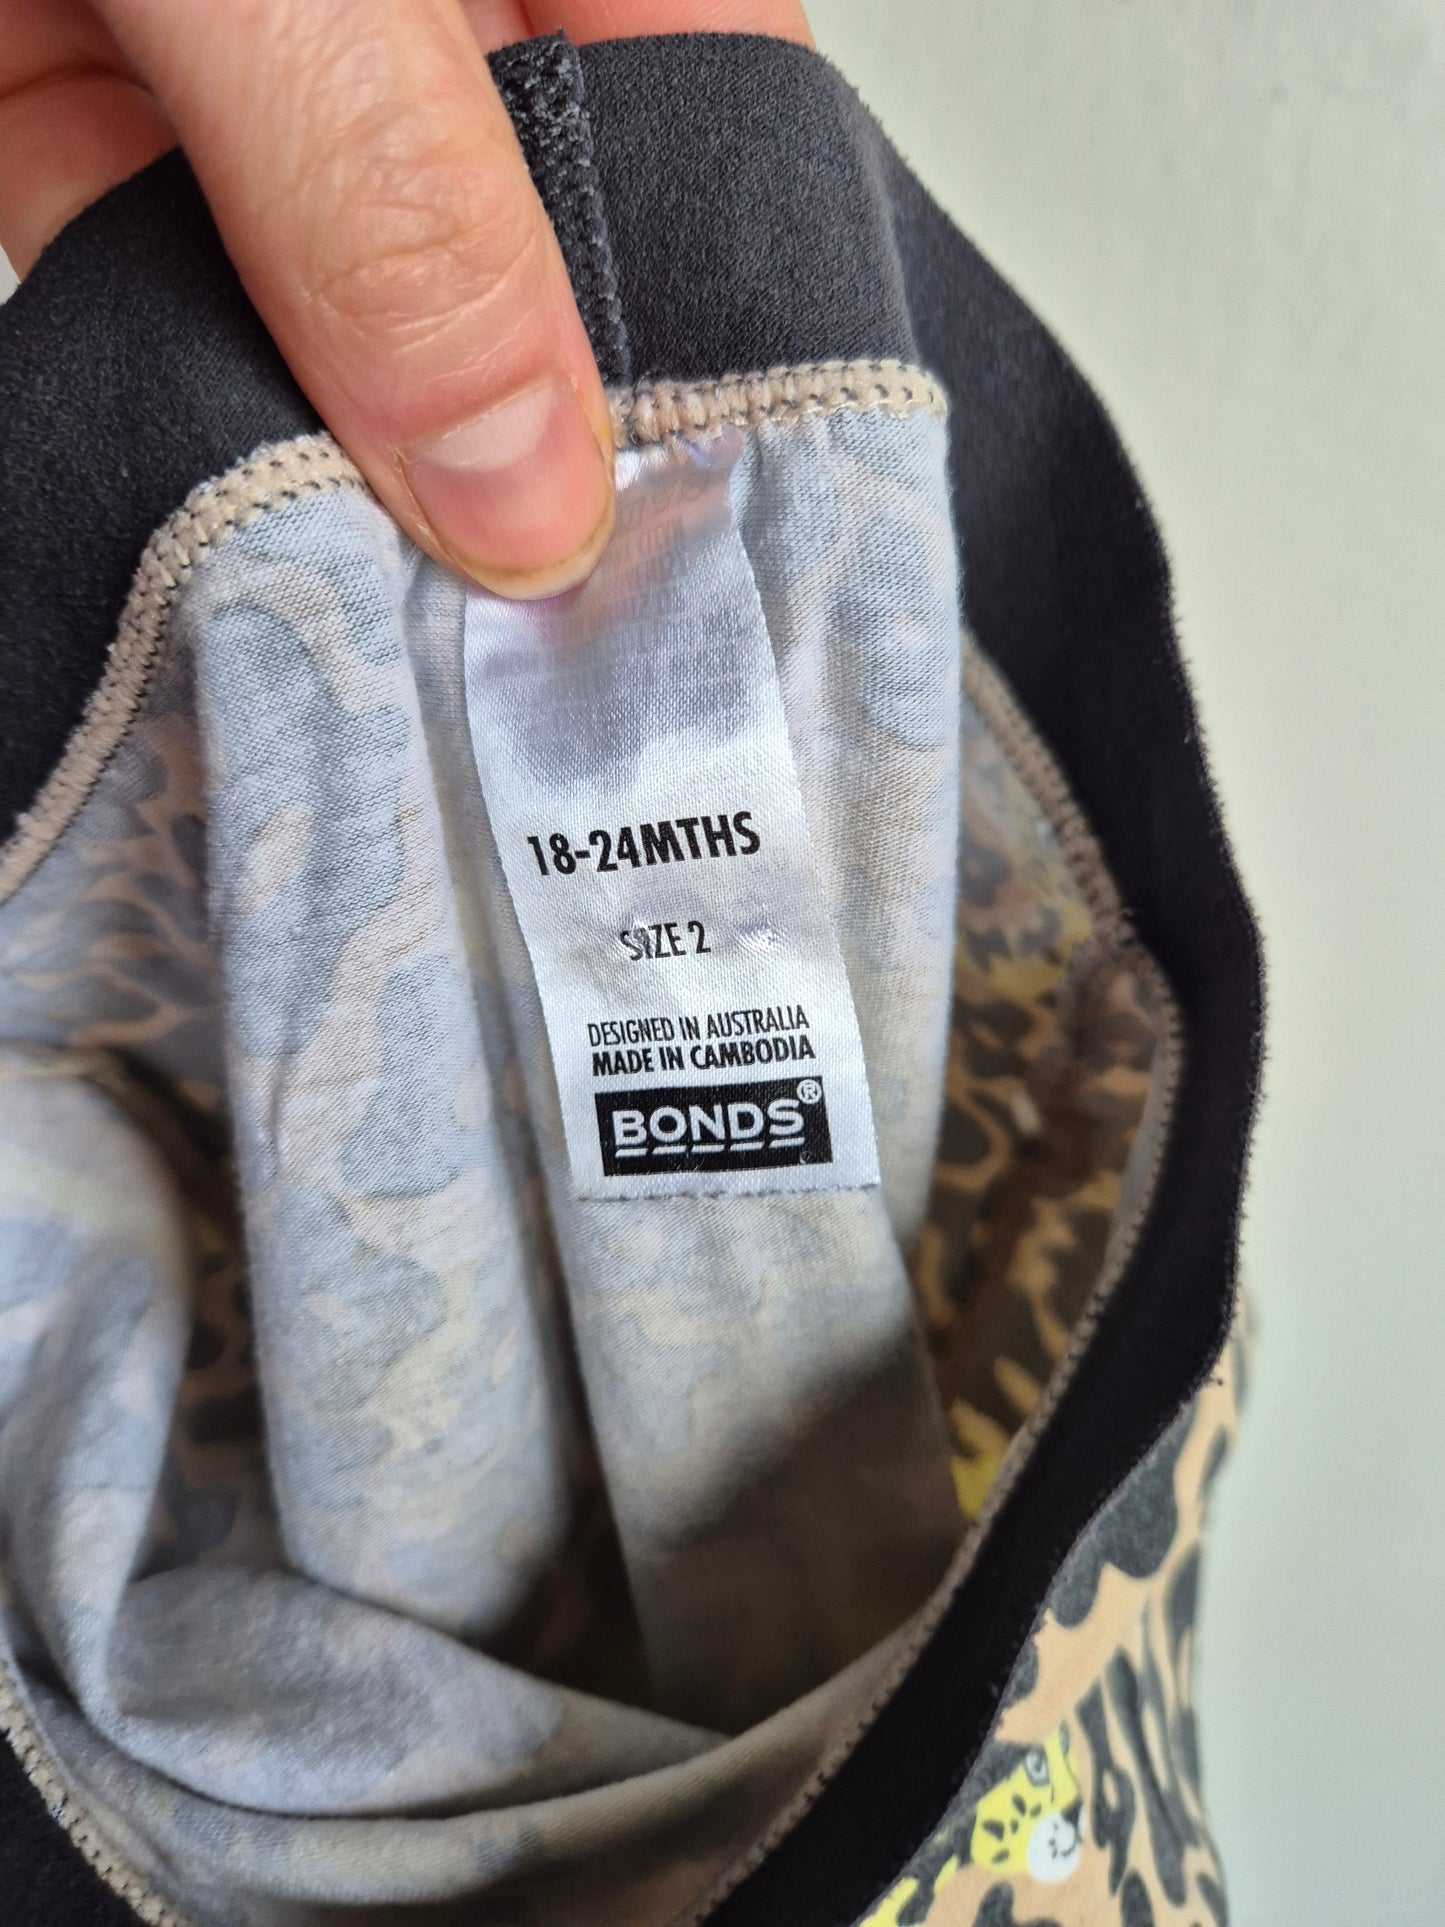 18-24MTHS
SIZE 2
DESIGNED IN AUSTRALIA
MADE IN CAMBODIA
BONDS®